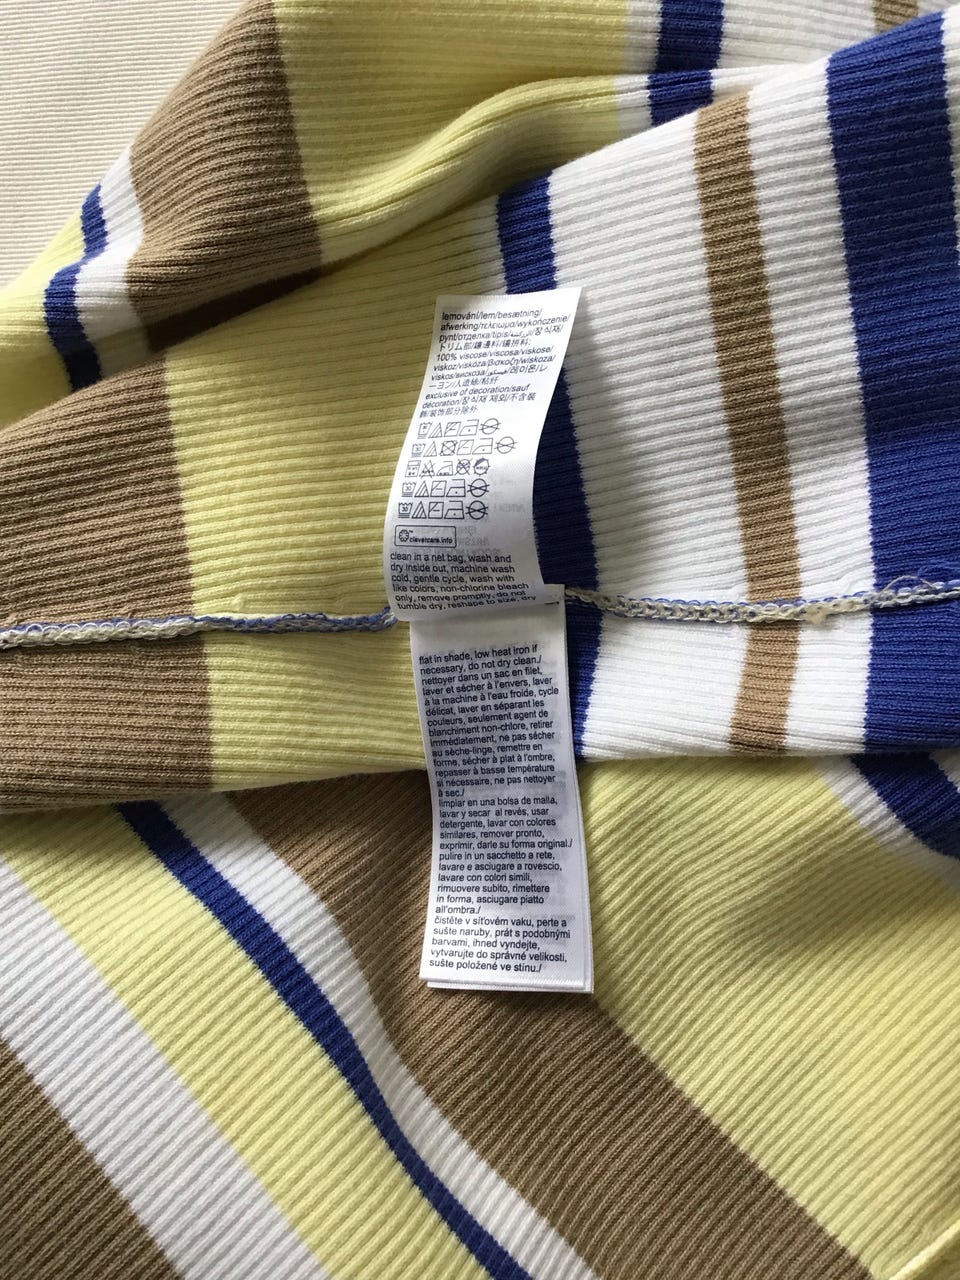 lemování/lem/besætning/
afwerking/τελειωμα/wykończenie/
장식재/
トリム部/鑲邊料/镶拼料:
100% viscose/viscosa/viskose/
viskoz/viskóza/βισκοζη/wiskoza/
viskos/вискоза/فيسكوز/레이온/レ
ーヨン/人造絲/粘纤
exclusive of decoration/sauf
décoration/장식재 제외/不含裝
飾/装饰部分除外
clevercare.info
clean in a net bag, wash and
dry inside out, machine wash
cold, gentle cycle, wash with
like colors, non-chlorine bleach
only, remove promptly, do not
tumble dry, reshape to size, dry
flat in shade, low heat iron if
necessary, do not dry clean./
nettoyer dans un sac en filet,
laver et sécher à l'envers, laver
à la machine à l'eau froide, cycle
délicat, laver en séparant les
couleurs, seulement agent de
blanchiment non-chlore, retirer
immédiatement, ne pas sécher
au sèche-linge, remettre en
forme, sécher à plat à l'ombre,
repasser à basse température
si nécessaire, ne pas nettoyer
à sec./
limpiar en una bolsa de malla,
lavar y secar al revés, usar
detergente, lavar con colores
similares, remover pronto,
exprimir, darle su forma original./
pulire in un sacchetto a rete,
lavare e asciugare a rovescio,
lavare con colori simili,
rimuovere subito, rimettere
in forma, asciugare piatto
all'ombra./
čistěte v síťovém vaku, perte a
sušte naruby, prát s podobnými
barvami, ihned vyndejte,
vytvarujte do správné velikosti,
sušte položené ve stínu./